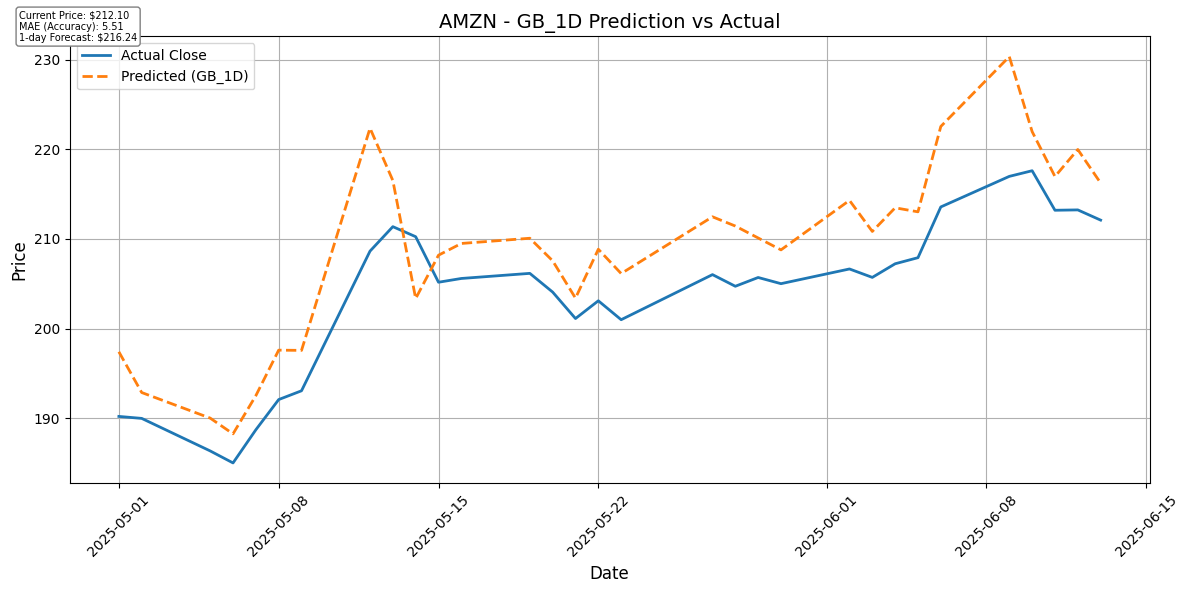 AMZN - GB_1D Prediction vs Actual
Current Price: $212.10
MAE (Accuracy): 5.51
1-day Forecast: $216.24
Actual Close
Predicted (GB_1D)
Price
230
220
210
200
190
2025-05-01
2025-05-08
2025-05-15
2025-05-22
2025-06-01
2025-06-08
2025-06-15
Date